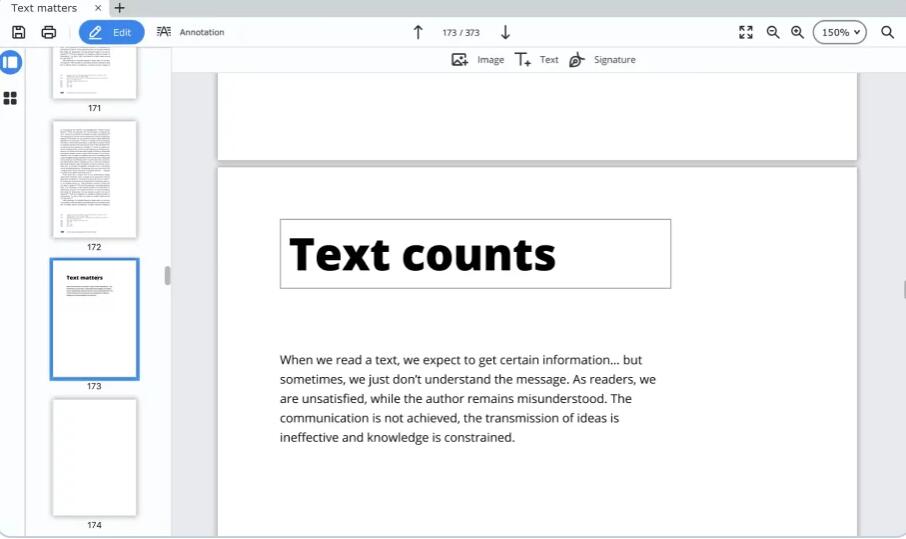 Text matters × +
Edit Annotation 173 / 373 150%
Image Text Signature
171
172
Text matters
173
174
Text counts
When we read a text, we expect to get certain information... but
sometimes, we just don't understand the message. As readers, we
are unsatisfied, while the author remains misunderstood. The
communication is not achieved, the transmission of ideas is
ineffective and knowledge is constrained.